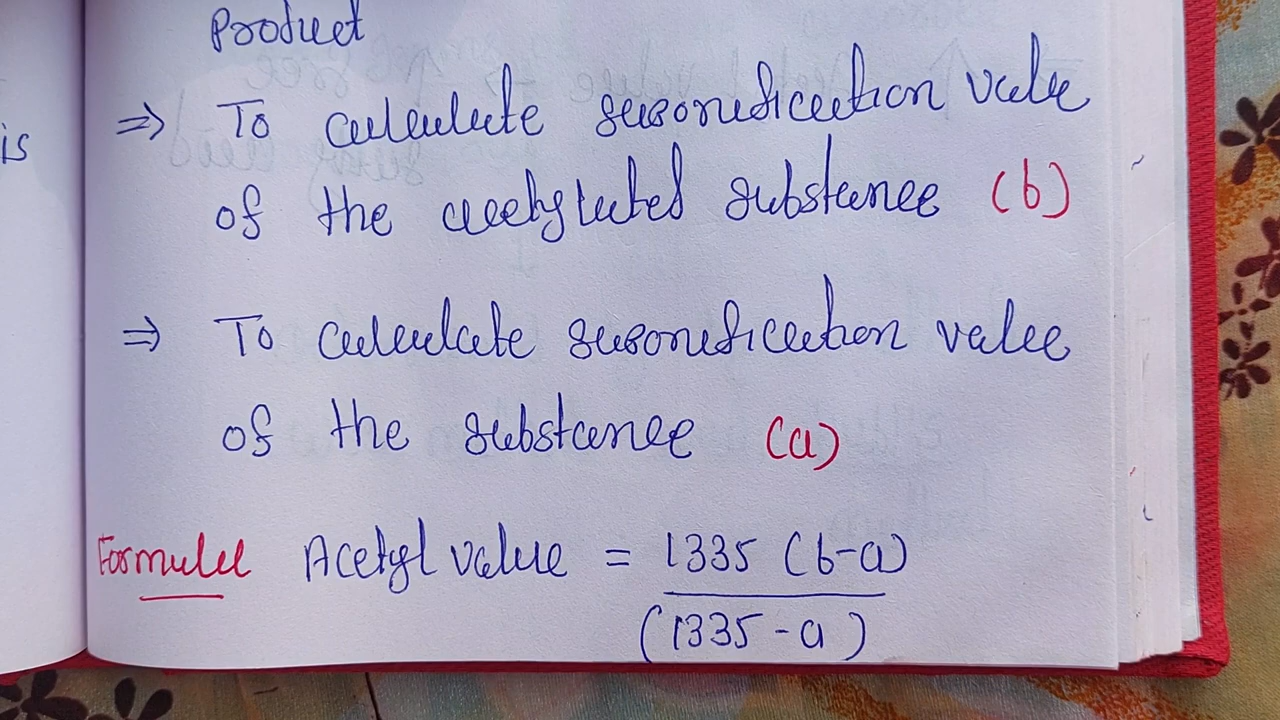 Product
is
⇒ To calculate saponification value
of the acetylated substance (b)
⇒ To calculate saponification value
of the substance (a)
Formula Acetyl value = 1335 (b-a)
(1335-a)